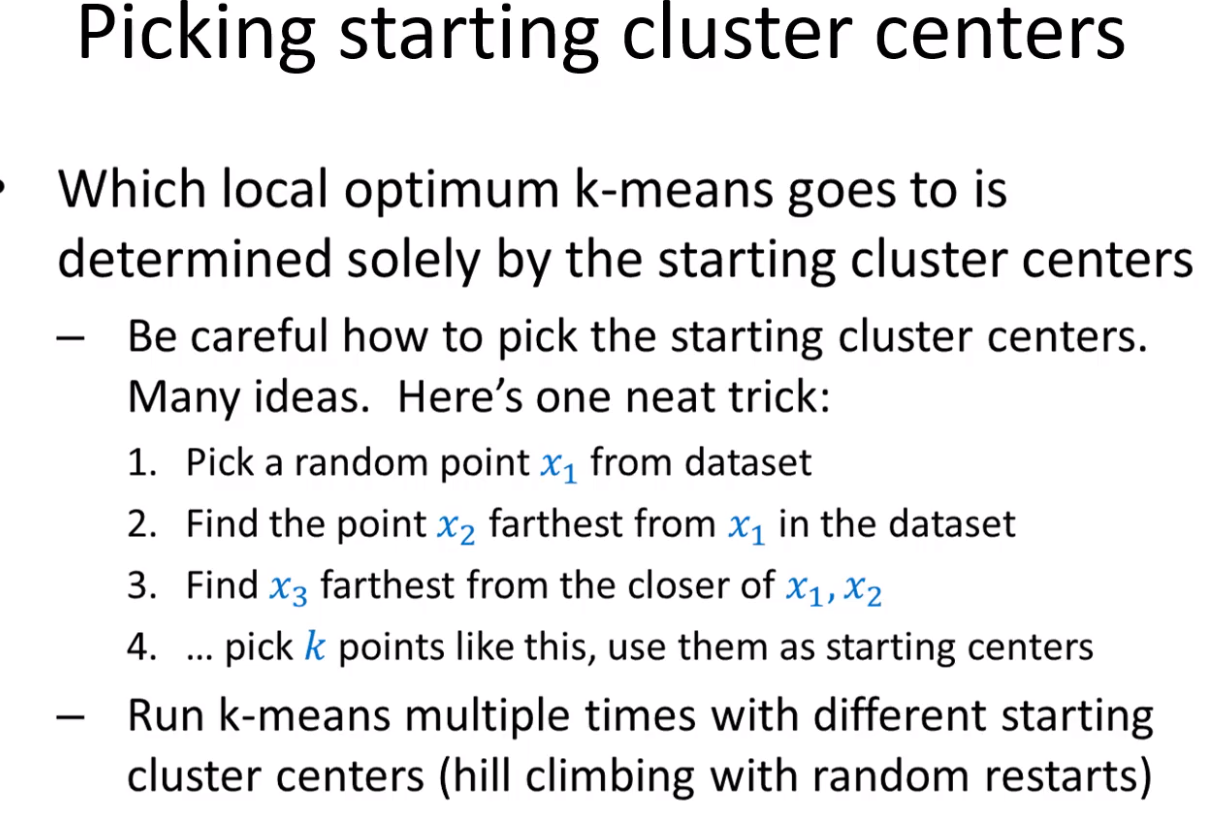 Picking starting cluster centers
• Which local optimum k-means goes to is
determined solely by the starting cluster centers
– Be careful how to pick the starting cluster centers.
Many ideas.  Here’s one neat trick:
1. Pick a random point x₁ from dataset
2. Find the point x₂ farthest from x₁ in the dataset
3. Find x₃ farthest from the closer of x₁, x₂
4. ... pick k points like this, use them as starting centers
– Run k-means multiple times with different starting
cluster centers (hill climbing with random restarts)